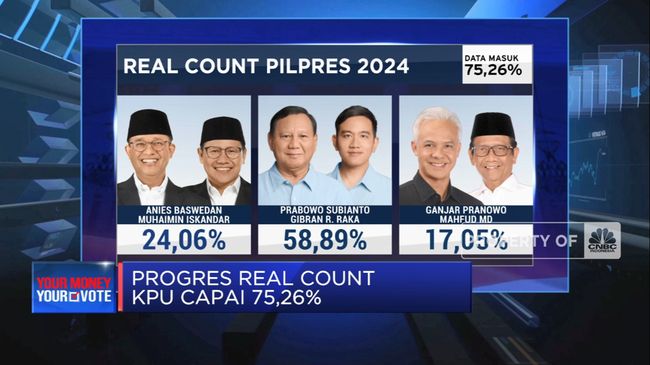 REAL COUNT PILPRES 2024
DATA MASUK
75,26%
ANIES BASWEDAN
MUHAIMIN ISKANDAR
24,06%
PRABOWO SUBIANTO
GIBRAN R. RAKA
58,89%
GANJAR PRANOWO
MAHFUD MD
17,05%
PROPERTY OF
CNBC
INDONESIA
YOUR MONEY
YOUR VOTE
PROGRES REAL COUNT
KPU CAPAI 75,26%